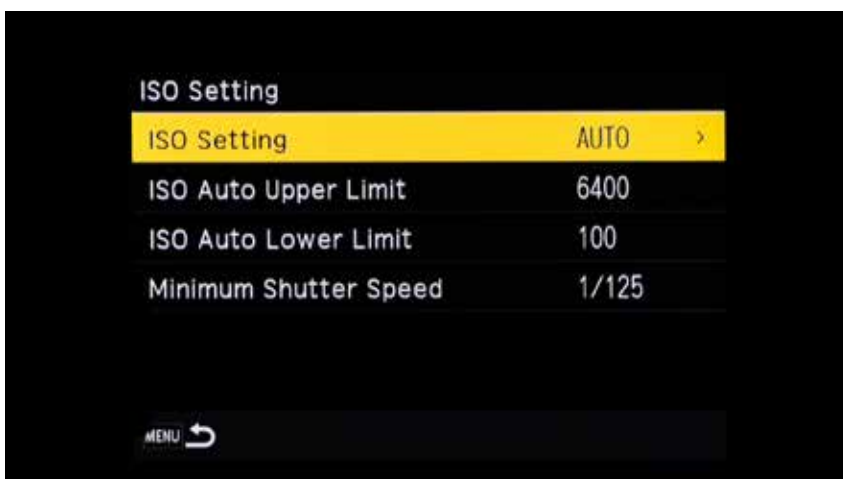 ISO Setting
ISO Setting AUTO >
ISO Auto Upper Limit 6400
ISO Auto Lower Limit 100
Minimum Shutter Speed 1/125
MENU